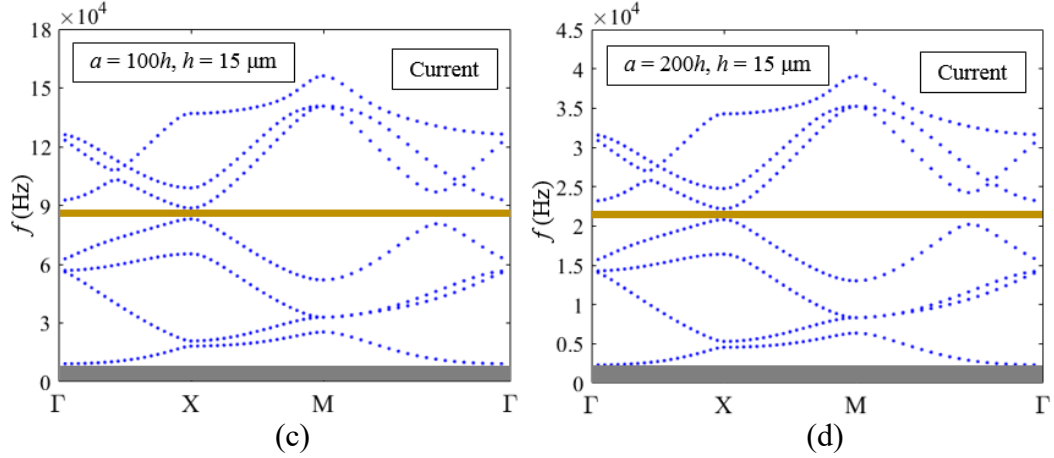 ×10⁴
18
15
12
9
6
3
0
f (Hz)
a = 100h, h = 15 μm
Current
Γ
X
M
Γ
(c)
×10⁴
4.5
4
3.5
3
2.5
2
1.5
1
0.5
0
f (Hz)
a = 200h, h = 15 μm
Current
Γ
X
M
Γ
(d)